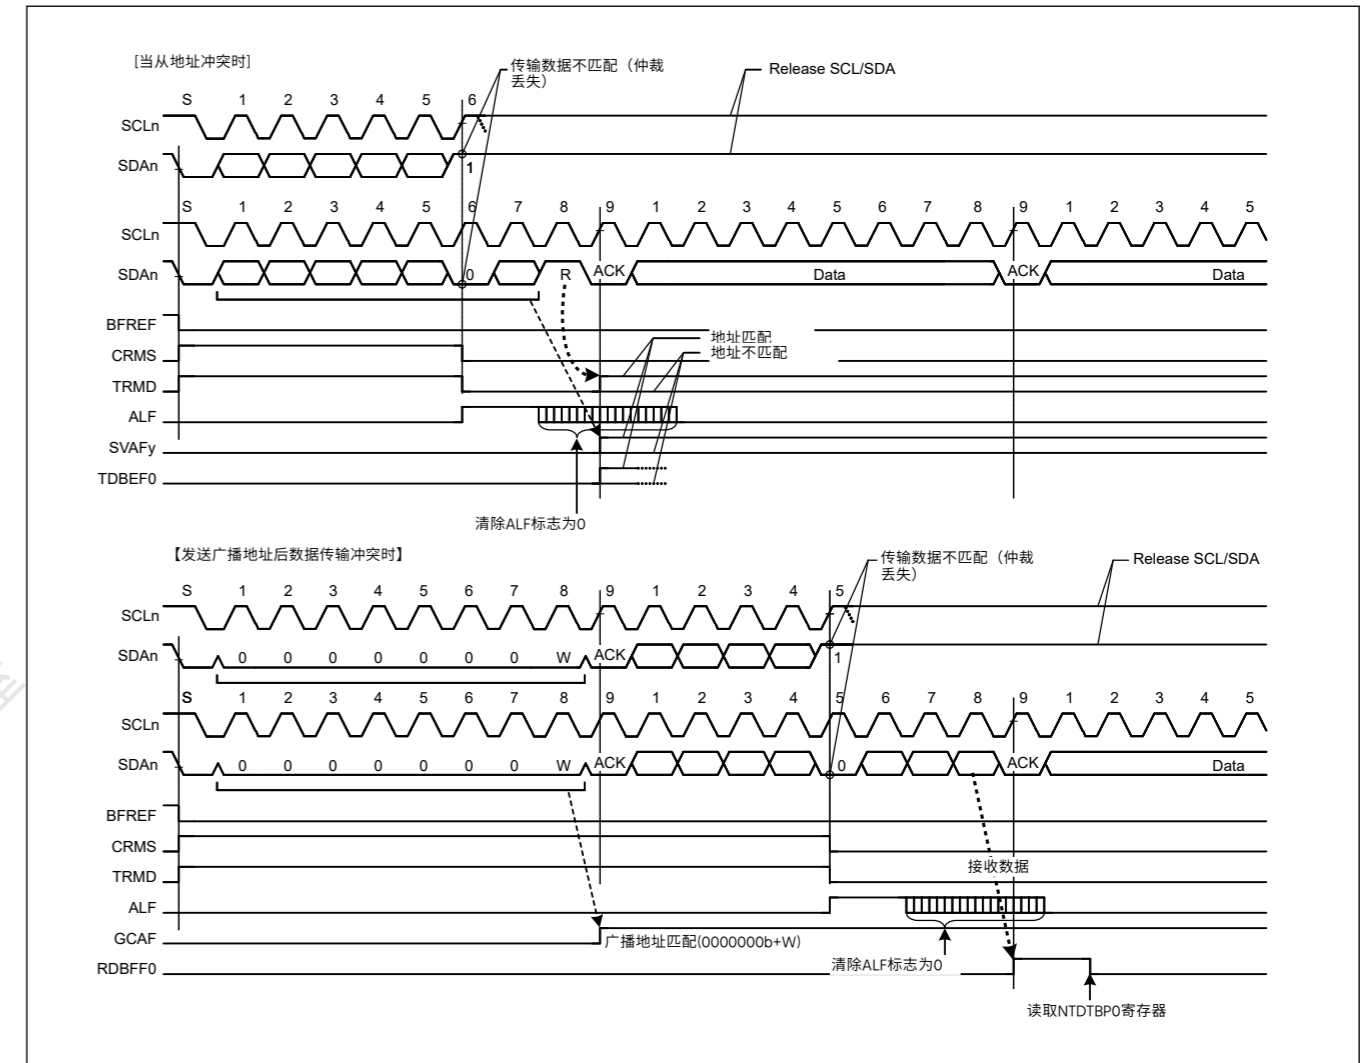 [当从地址冲突时]
传输数据不匹配（仲裁
丢失）
Release SCL/SDA
S 1 2 3 4 5 6
SCLn
SDAn
1
S 1 2 3 4 5 6 7 8 9 1 2 3 4 5 6 7 8 9 1 2 3 4 5
SCLn
SDAn 0 R ACK Data ACK Data
BFREF
地址匹配
CRMS
地址不匹配
TRMD
ALF
SVAFy
TDBEF0
清除ALF标志为0
【发送广播地址后数据传输冲突时】
传输数据不匹配（仲裁
丢失）
Release SCL/SDA
S 1 2 3 4 5 6 7 8 9 1 2 3 4 5
SCLn
SDAn 0 0 0 0 0 0 0 W ACK 1
S 1 2 3 4 5 6 7 8 9 1 2 3 4 5 6 7 8 9 1 2 3 4 5
SCLn
SDAn 0 0 0 0 0 0 0 W ACK 0 ACK Data
BFREF
CRMS
接收数据
TRMD
ALF
GCAF
广播地址匹配(0000000b+W)
清除ALF标志为0
RDBFF0
读取NTDTBP0寄存器